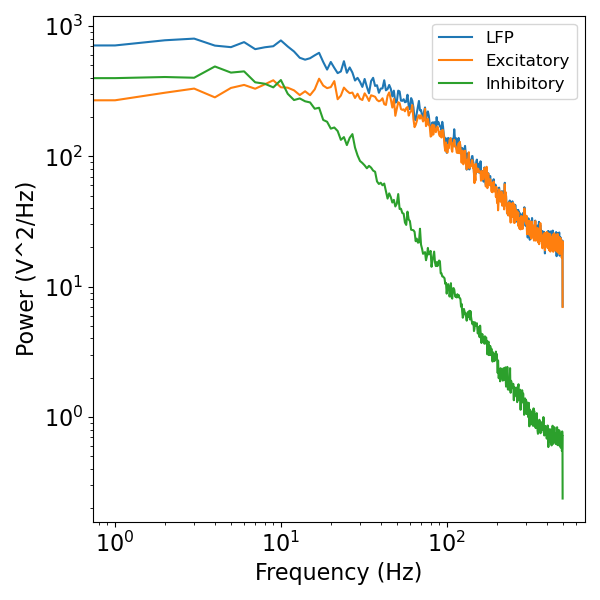 LFP
Excitatory
Inhibitory
Power (V^2/Hz)
10^3
10^2
10^1
10^0
10^0 10^1 10^2
Frequency (Hz)